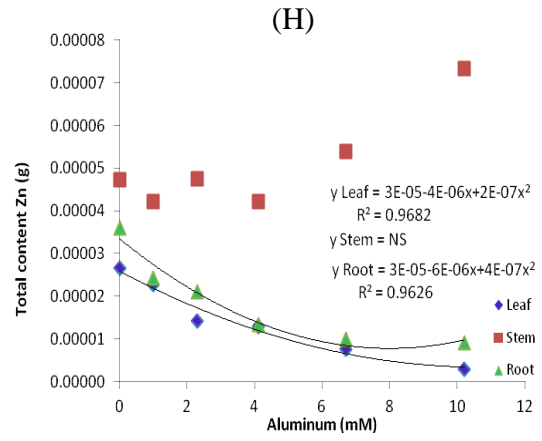 (H)
0.00008
0.00007
0.00006
0.00005
0.00004
0.00003
0.00002
0.00001
0.00000
Total content Zn (g)
y Leaf = 3E-05-4E-06x+2E-07x²
R² = 0.9682
y Stem = NS
y Root = 3E-05-6E-06x+4E-07x²
R² = 0.9626
Leaf
Stem
Root
0 2 4 6 8 10 12
Aluminum (mM)